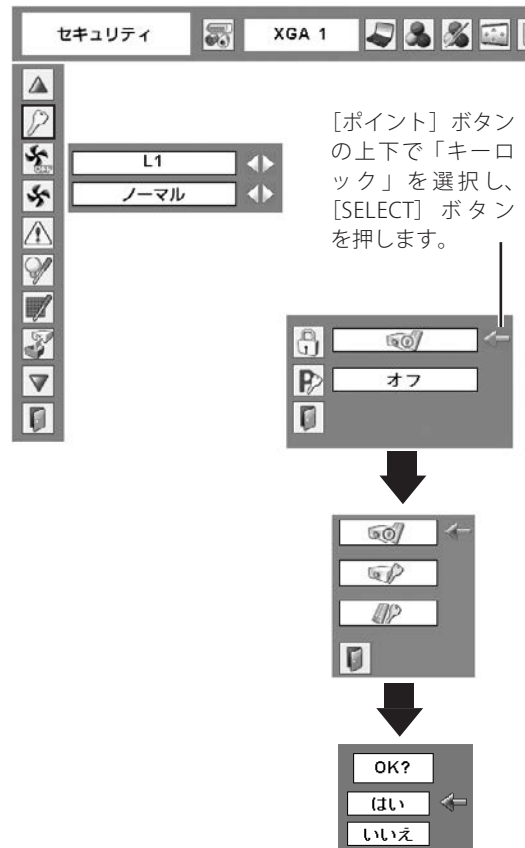 セキュリティ
XGA 1
L1
ノーマル
［ポイント］ボタン
の上下で「キーロ
ック」を選択し、
［SELECT］ボタン
を押します。
オフ
OK?
はい
いいえ